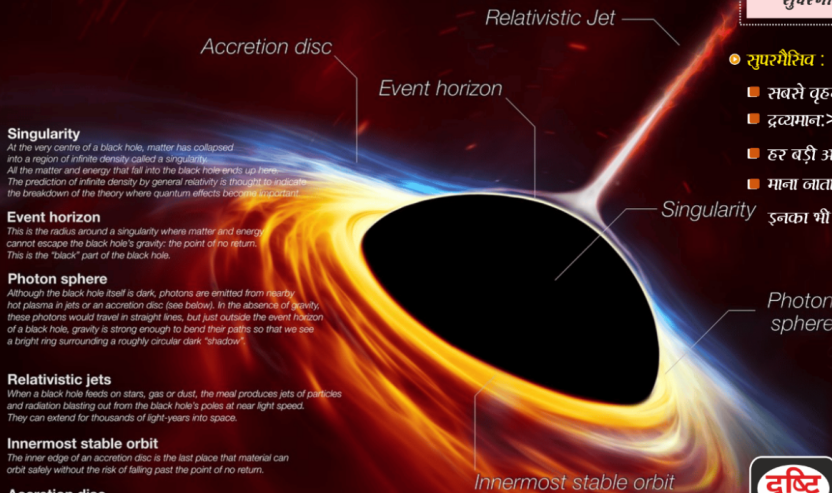 Relativistic Jet
Accretion disc
Event horizon
Singularity
At the very centre of a black hole, matter has collapsed
into a region of infinite density called a singularity.
All the matter and energy that fall into the black hole ends up here.
The prediction of infinite density by general relativity is thought to indicate
the breakdown of the theory where quantum effects become important.
Event horizon
This is the radius around a singularity where matter and energy
cannot escape the black hole's gravity: the point of no return.
This is the "black" part of the black hole.
Photon sphere
Although the black hole itself is dark, photons are emitted from nearby
hot plasma in jets or an accretion disc (see below). In the absence of gravity,
these photons would travel in straight lines, but just outside the event horizon
of a black hole, gravity is strong enough to bend their paths so that we see
a bright ring surrounding a roughly circular dark "shadow".
Relativistic jets
When a black hole feeds on stars, gas or dust, the meal produces jets of particles
and radiation blasting out from the black hole's poles at near light speed.
They can extend for thousands of light-years into space.
Innermost stable orbit
The inner edge of an accretion disc is the last place that material can
orbit safely without the risk of falling past the point of no return.
Accretion disc
Singularity
Photon
sphere
Innermost stable orbit
सुपरमैसिव :
सबसे
द्रव्यमान:>
हर बड़ी
माना जाता
इनका भी
दृष्टि